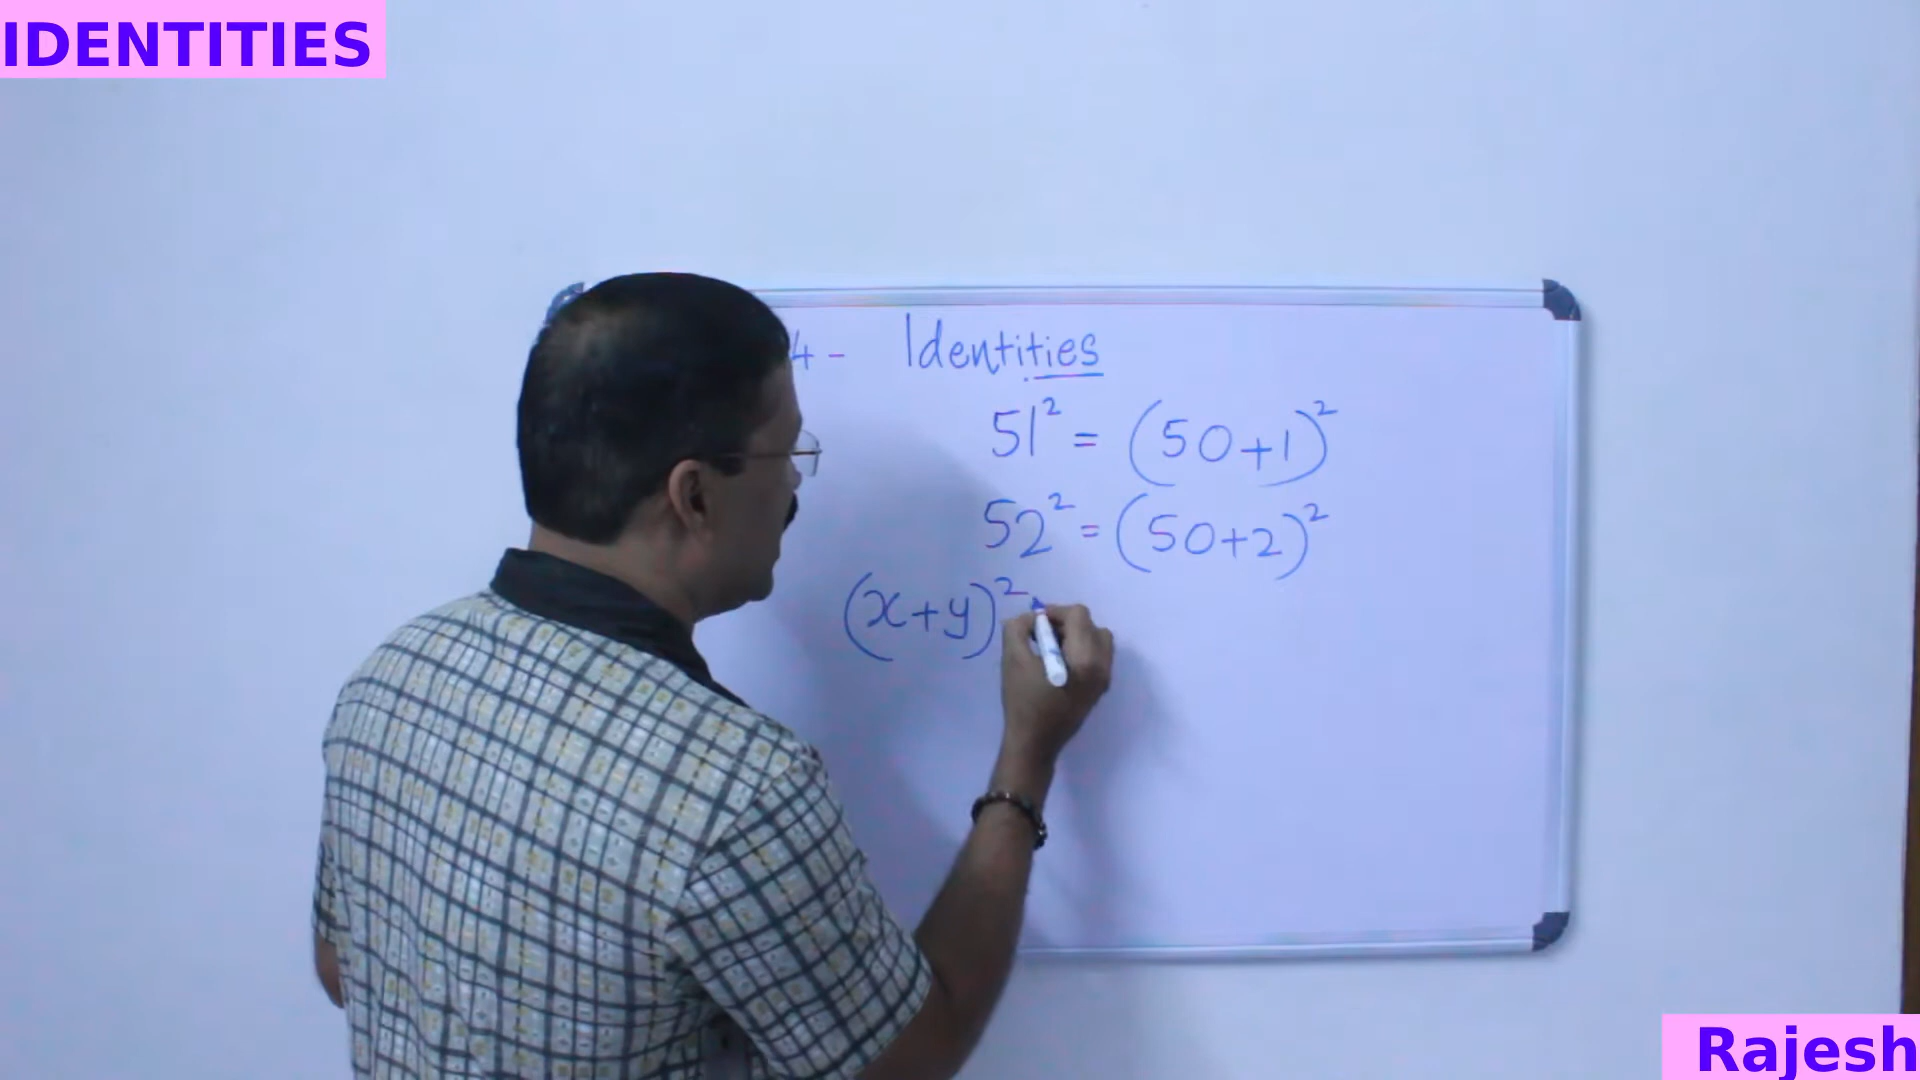 IDENTITIES
4 - Identities
51² = (50+1)²
52² = (50+2)²
(x+y)²
Rajesh